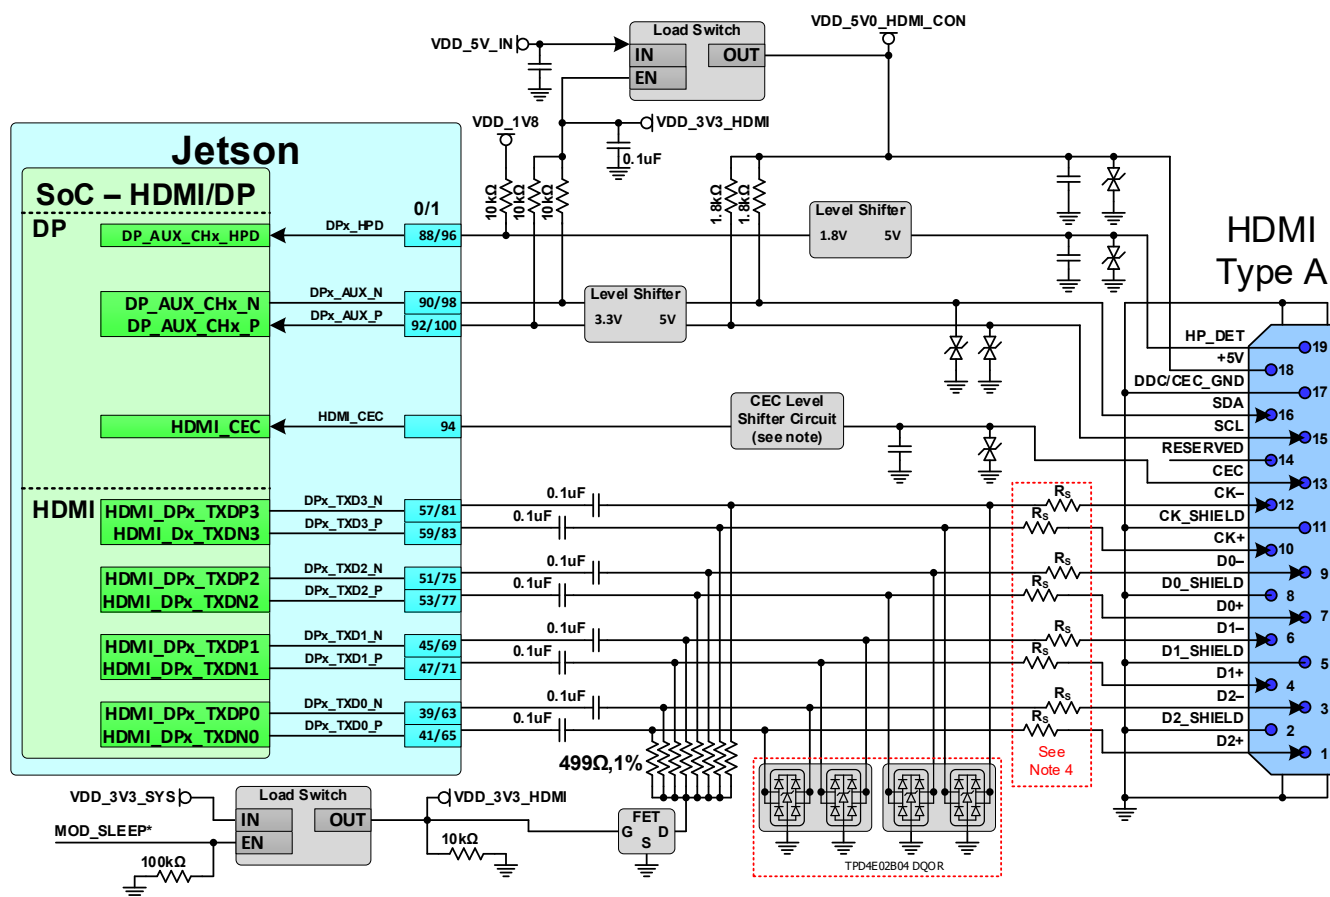 VDD_5V0_HDMI_CON
Load Switch
VDD_5V_IN
IN
OUT
EN
VDD_1V8
VDD_3V3_HDMI
0.1uF
10kΩ
10kΩ
10kΩ
1.8kΩ
1.8kΩ
Jetson
SoC – HDMI/DP
DP
0/1
DP_AUX_CHx_HPD
DPx_HPD
88/96
Level Shifter
1.8V
5V
HDMI
Type A
DP_AUX_CHx_N
DPx_AUX_N
90/98
DP_AUX_CHx_P
DPx_AUX_P
92/100
Level Shifter
3.3V
5V
HDMI_CEC
HDMI_CEC
94
CEC Level
Shifter Circuit
(see note)
HP_DET
19
+5V
18
DDC/CEC_GND
17
SDA
16
SCL
15
RESERVED
14
CEC
13
CK–
12
CK_SHIELD
11
CK+
10
D0–
9
D0_SHIELD
8
D0+
7
D1–
6
D1_SHIELD
5
D1+
4
D2–
3
D2_SHIELD
2
D2+
1
HDMI
HDMI_DPx_TXDP3
DPx_TXD3_N
57/81
0.1uF
RS
HDMI_Dx_TXDN3
DPx_TXD3_P
59/83
0.1uF
RS
HDMI_DPx_TXDP2
DPx_TXD2_N
51/75
0.1uF
RS
HDMI_DPx_TXDN2
DPx_TXD2_P
53/77
0.1uF
RS
HDMI_DPx_TXDP1
DPx_TXD1_N
45/69
0.1uF
RS
HDMI_DPx_TXDN1
DPx_TXD1_P
47/71
0.1uF
RS
HDMI_DPx_TXDP0
DPx_TXD0_N
39/63
0.1uF
RS
HDMI_DPx_TXDN0
DPx_TXD0_P
41/65
0.1uF
RS
See
Note 4
499Ω,1%
VDD_3V3_SYS
Load Switch
IN
OUT
EN
VDD_3V3_HDMI
MOD_SLEEP*
100kΩ
10kΩ
FET
G
D
S
TPD4E02B04 DQOR